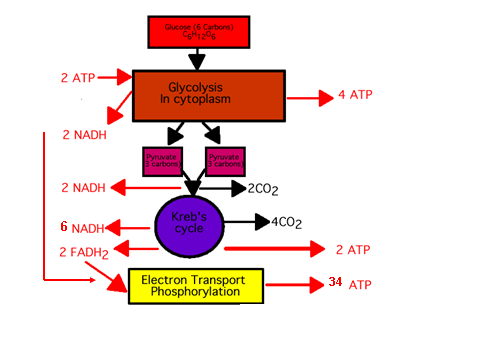 Glucose (6 Carbons)
C6H12O6
2 ATP
Glycolysis
In cytoplasm
4 ATP
2 NADH
Pyruvate
3 carbons)
Pyruvate
3 carbons)
2 NADH
2CO2
Kreb's
cycle
6 NADH
4CO2
2 FADH2
2 ATP
Electron Transport
Phosphorylation
34 ATP